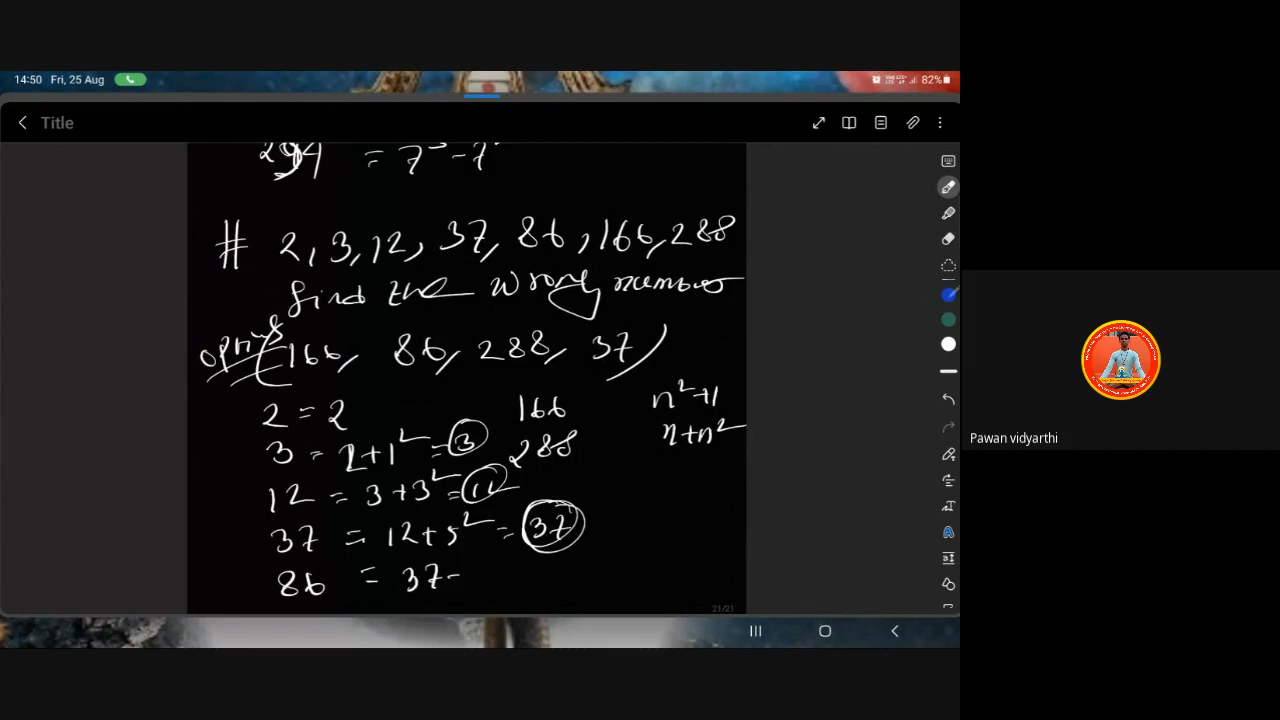 14:50 Fri, 25 Aug
82%
Title
294 = 7³ - 7²
# 2, 3, 12, 37, 86, 166, 288
find the wrong number
(166, 86, 288, 37)
2 = 2
166
n²+1
3 = 2+1² = 3
288
n+n²
12 = 3+3² = 12
37 = 12+5² = 37
86 = 37-
21/21
Pawan vidyarthi